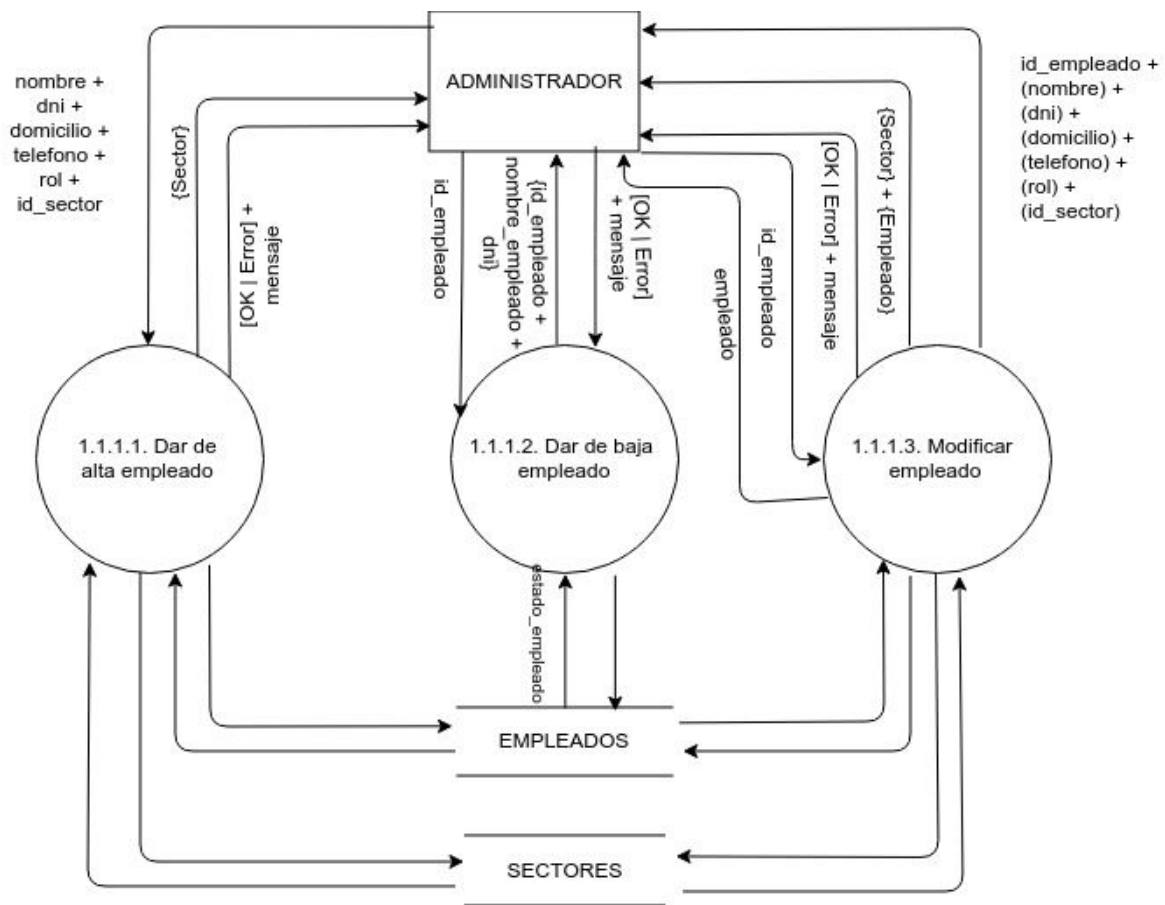 ADMINISTRADOR
nombre +
dni +
domicilio +
telefono +
rol +
id_sector
{Sector}
[OK | Error] +
mensaje
id_empleado
{id_empleado +
nombre_empleado +
dni}
[OK | Error]
+ mensaje
empleado
id_empleado
[OK | Error] + mensaje
{Sector} + {Empleado}
id_empleado +
(nombre) +
(dni) +
(domicilio) +
(telefono) +
(rol) +
(id_sector)
1.1.1.1. Dar de
alta empleado
1.1.1.2. Dar de baja
empleado
1.1.1.3. Modificar
empleado
estado_empleado
EMPLEADOS
SECTORES